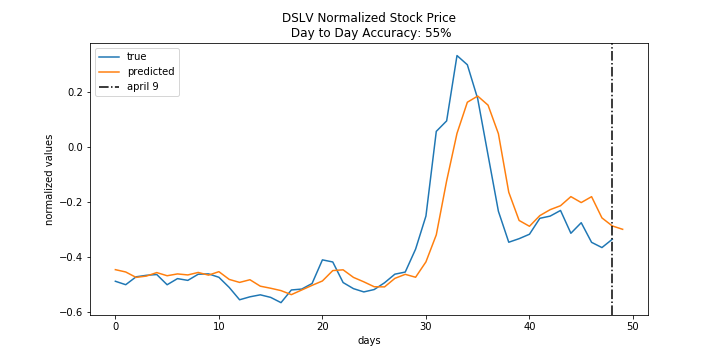 DSLV Normalized Stock Price
Day to Day Accuracy: 55%
true
predicted
april 9
normalized values
0.2
0.0
−0.2
−0.4
−0.6
0 10 20 30 40 50
days